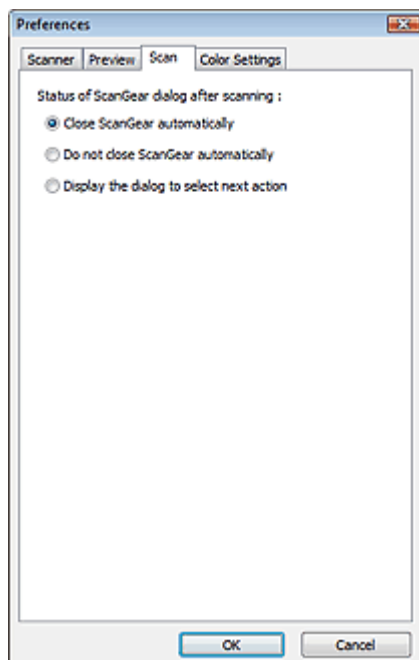 Preferences
Scanner Preview Scan Color Settings
Status of ScanGear dialog after scanning :
Close ScanGear automatically
Do not close ScanGear automatically
Display the dialog to select next action
OK Cancel